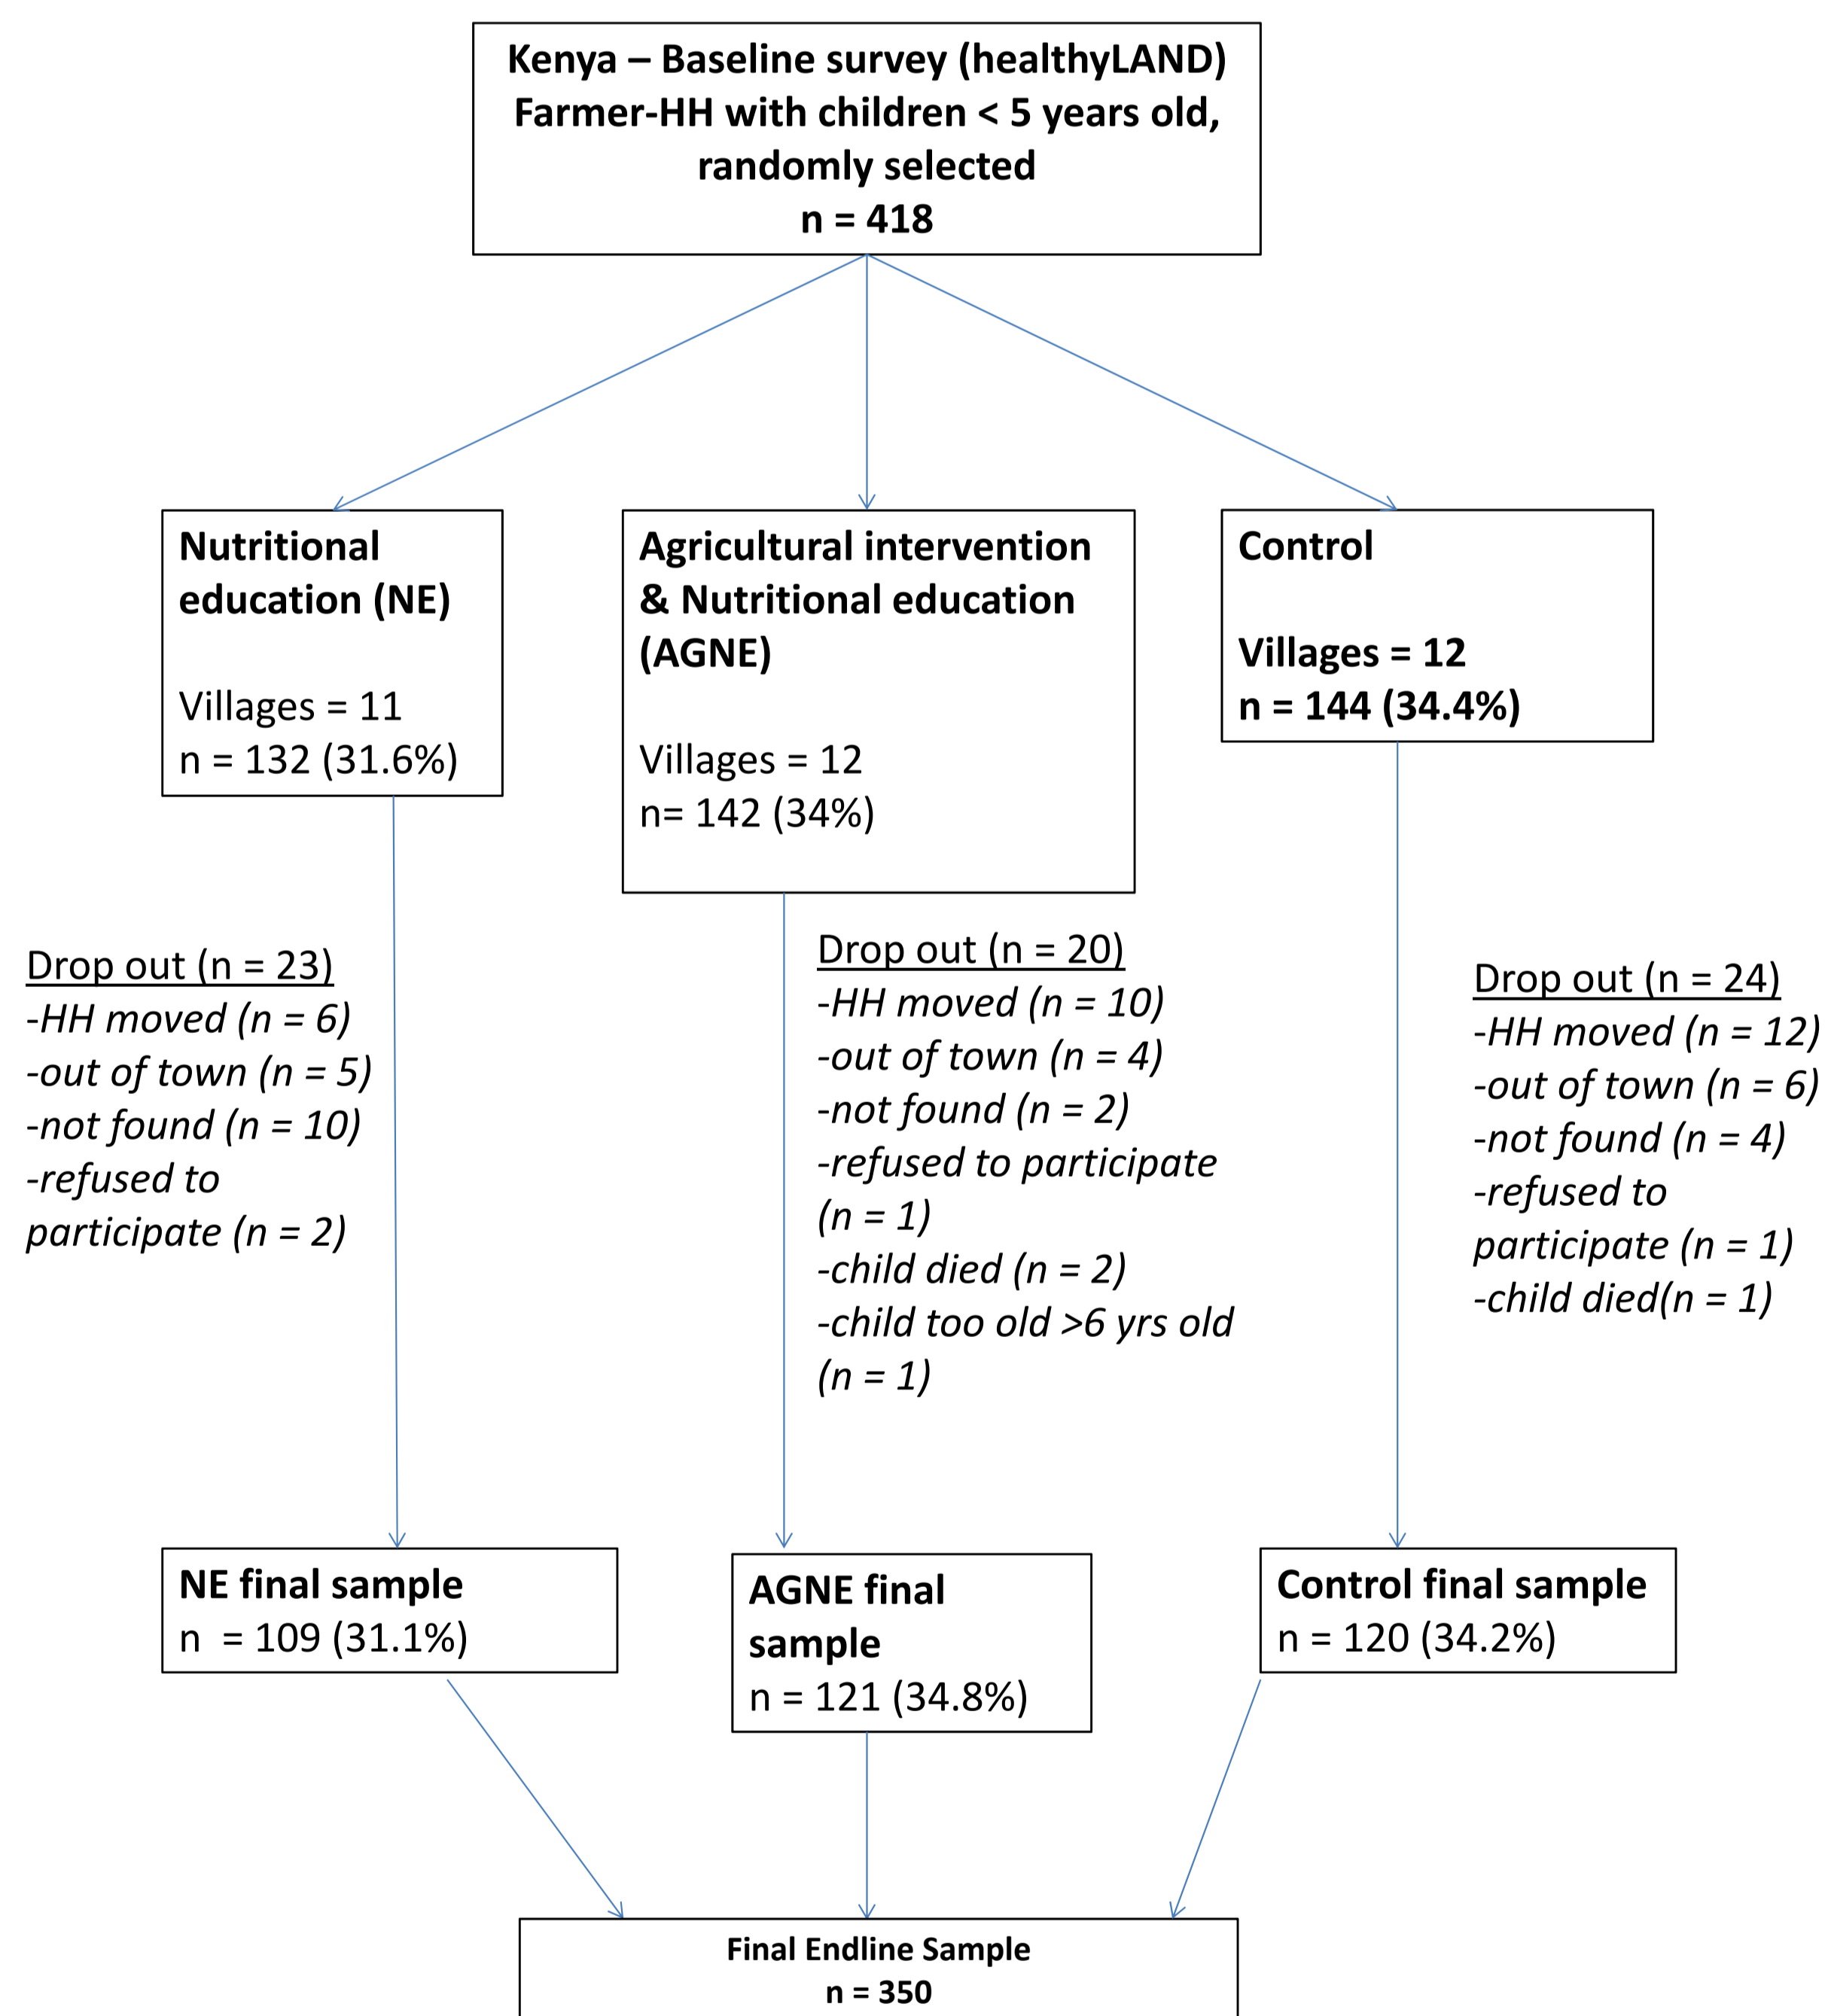 Kenya – Baseline survey (healthyLAND)
Farmer-HH with children < 5 years old,
randomly selected
n = 418
Nutritional
education (NE)
Villages = 11
n = 132 (31.6%)
Agricultural intervention
& Nutritional education
(AGNE)
Villages = 12
n= 142 (34%)
Control
Villages = 12
n = 144 (34.4%)
Drop out (n = 23)
-HH moved (n = 6)
-out of town (n = 5)
-not found (n = 10)
-refused to
participate (n = 2)
Drop out (n = 20)
-HH moved (n = 10)
-out of town (n = 4)
-not found (n = 2)
-refused to participate
(n = 1)
-child died (n = 2)
-child too old >6 yrs old
(n = 1)
Drop out (n = 24)
-HH moved (n = 12)
-out of town (n = 6)
-not found (n = 4)
-refused to
participate (n = 1)
-child died(n = 1)
NE final sample
n  = 109 (31.1%)
AGNE final
sample
n = 121 (34.8%)
Control final sample
n = 120 (34.2%)
Final Endline Sample
n = 350